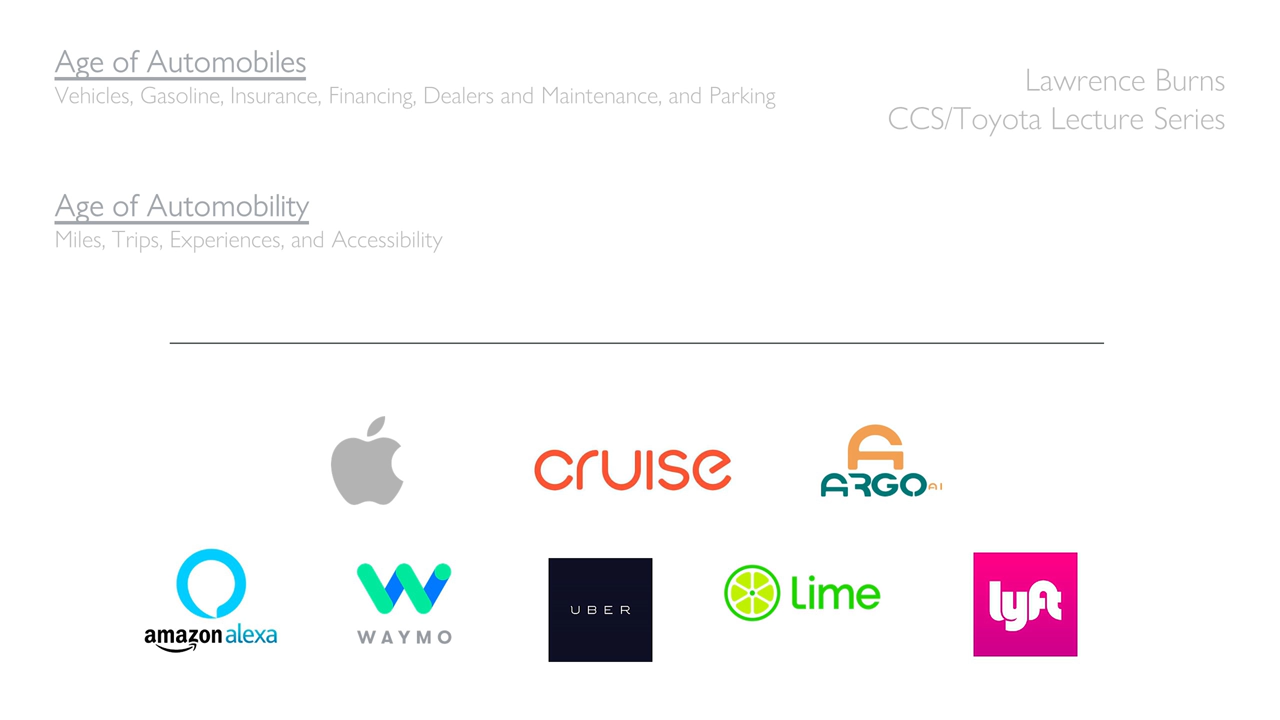 Age of Automobiles
Vehicles, Gasoline, Insurance, Financing, Dealers and Maintenance, and Parking
Lawrence Burns
CCS/Toyota Lecture Series
Age of Automobility
Miles, Trips, Experiences, and Accessibility
cruise
ARGO AI
amazon alexa
WAYMO
UBER
Lime
lyft